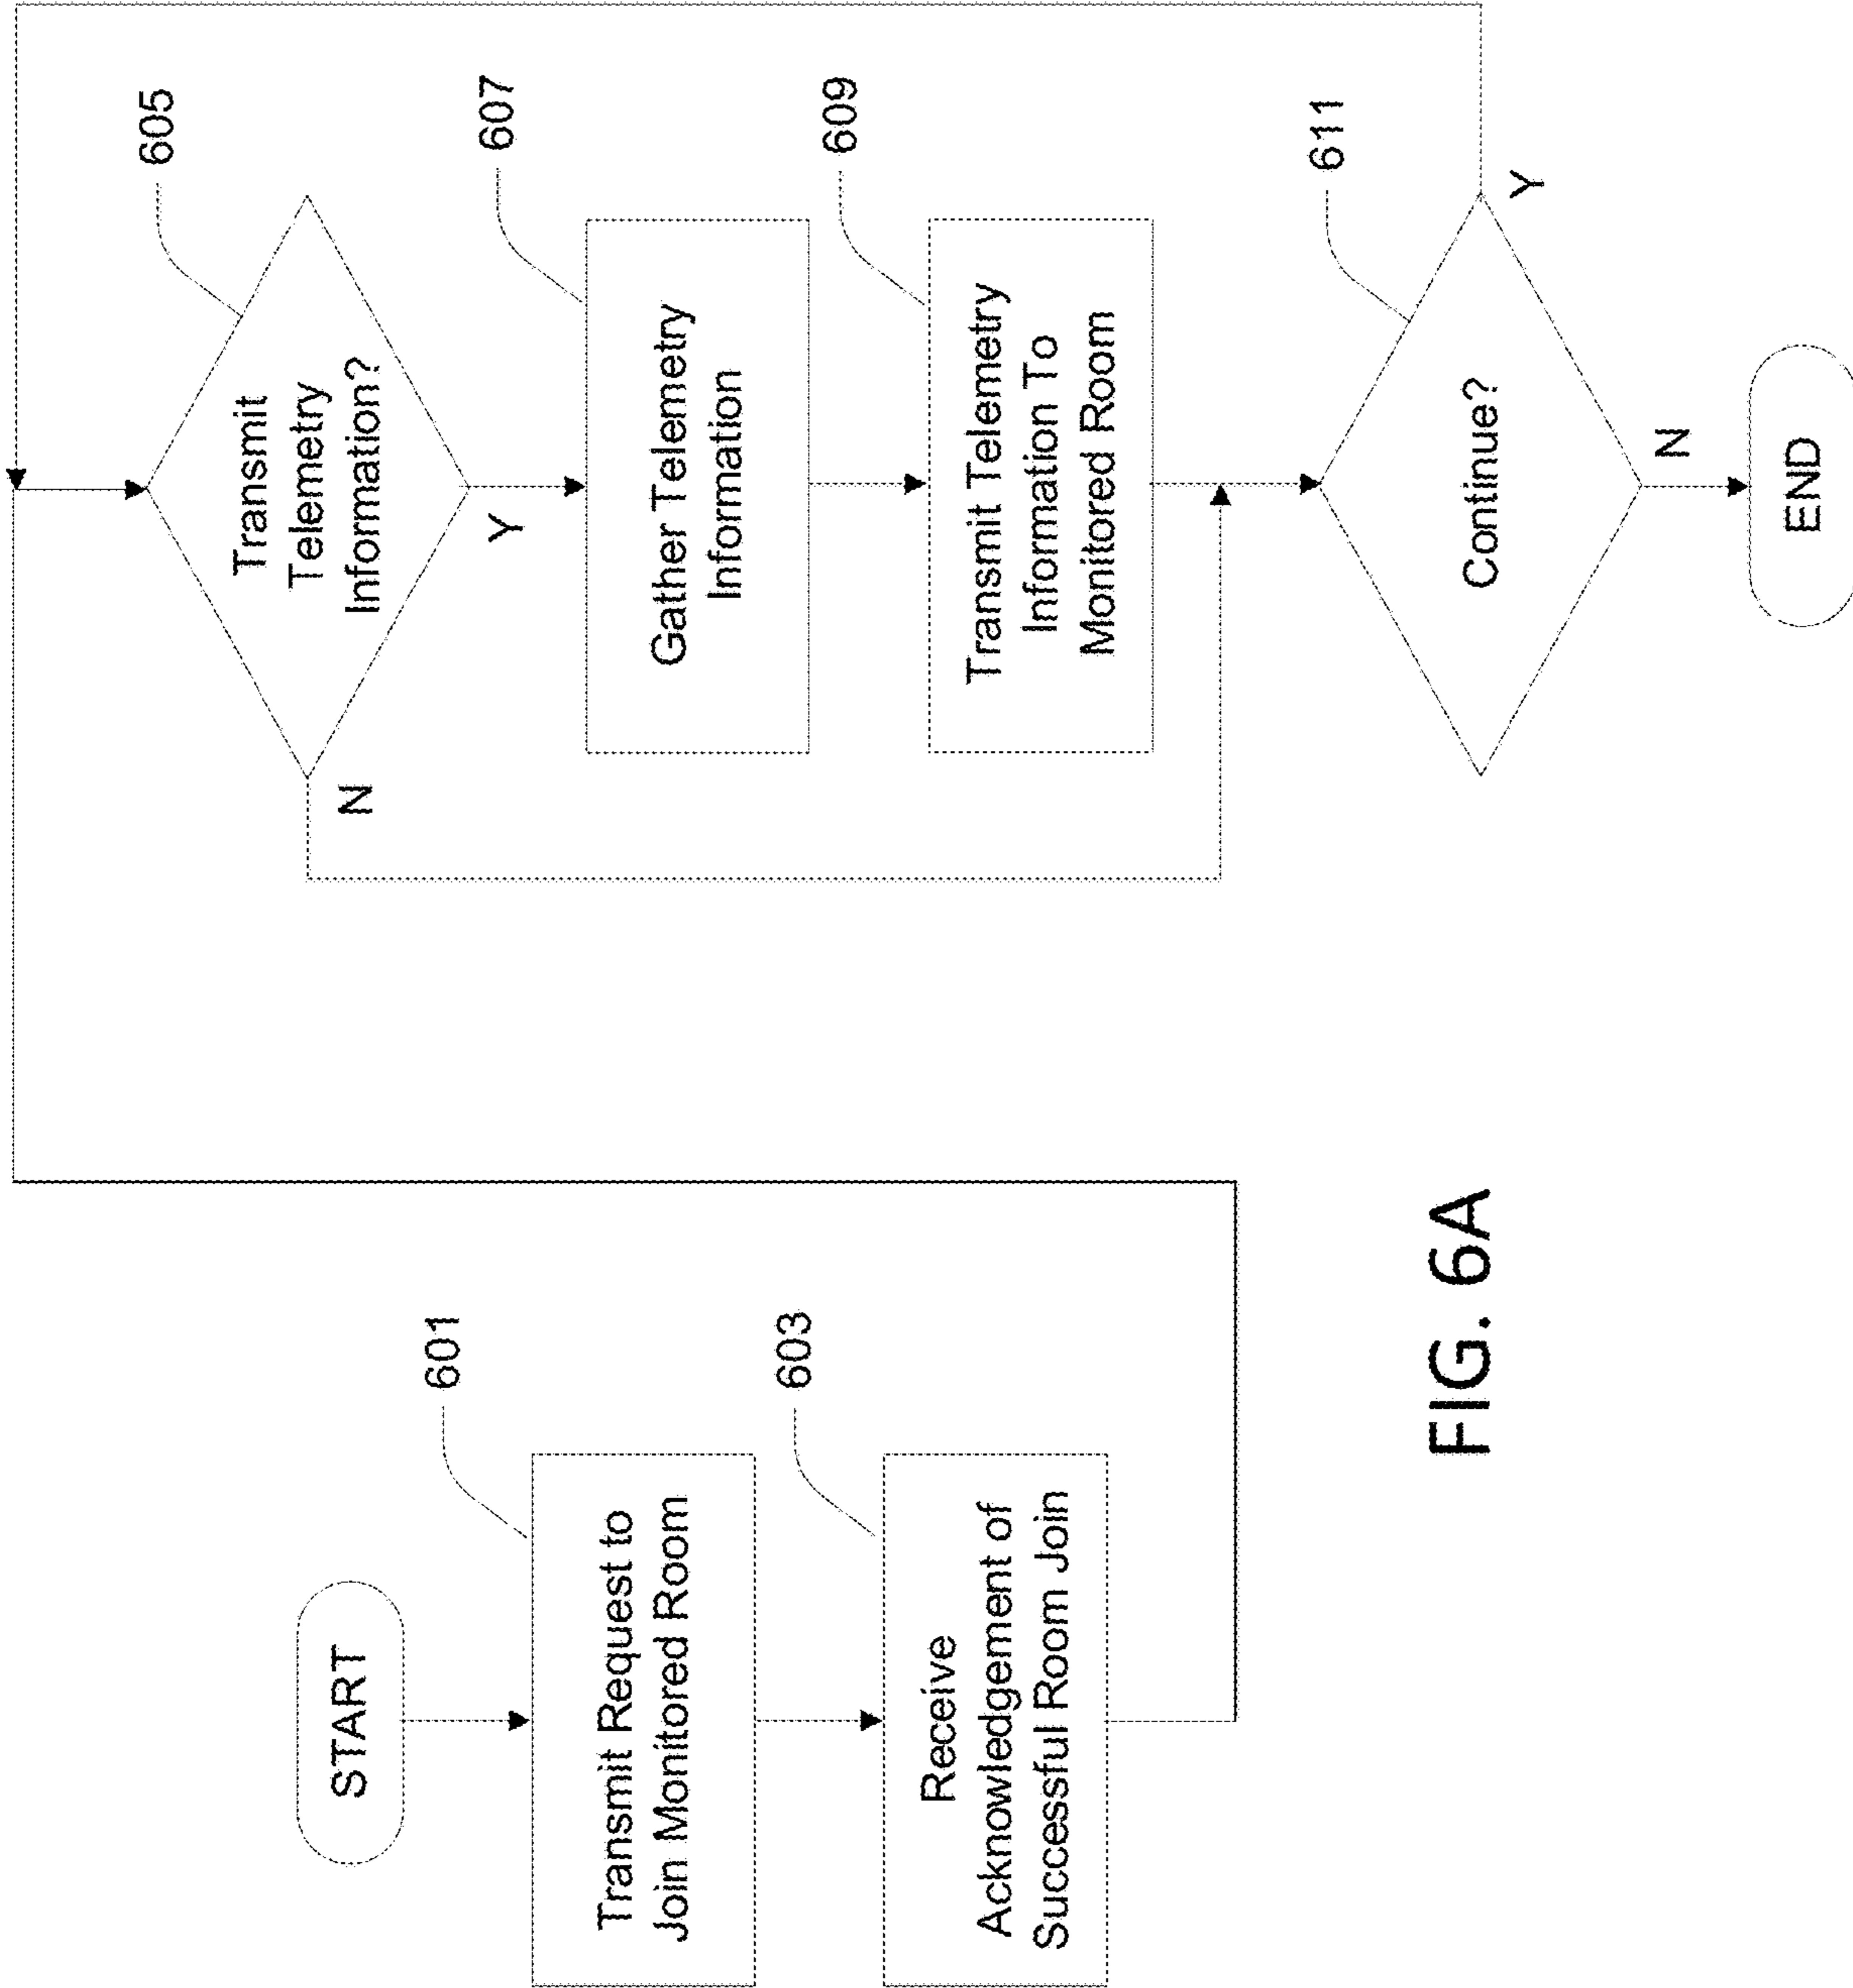 START
601
Transmit Request to
Join Monitored Room
603
Receive
Acknowledgement of
Successful Room Join
605
Transmit
Telemetry
Information?
N
Y
607
Gather Telemetry
Information
609
Transmit Telemetry
Information To
Monitored Room
611
Continue?
Y
N
END
FIG. 6A